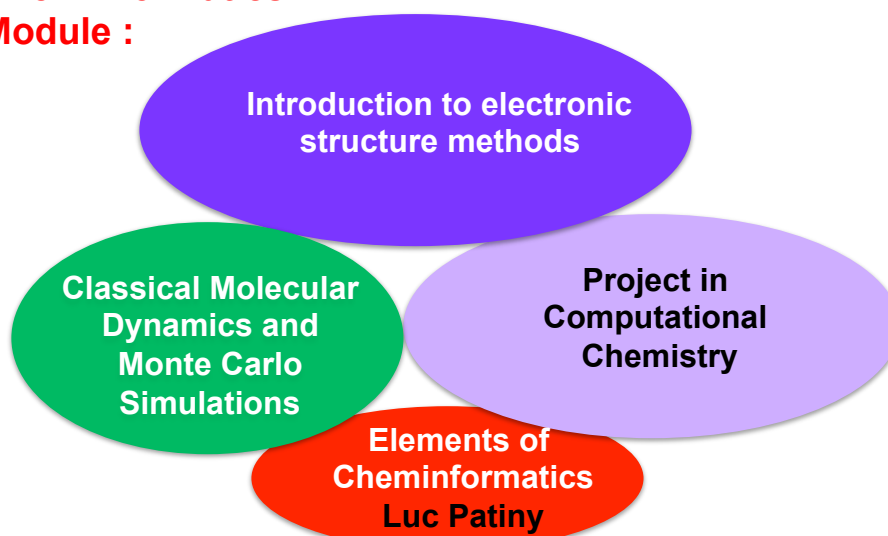 Module :
Introduction to electronic
structure methods
Classical Molecular
Dynamics and
Monte Carlo
Simulations
Project in
Computational
Chemistry
Elements of
Cheminformatics
Luc Patiny